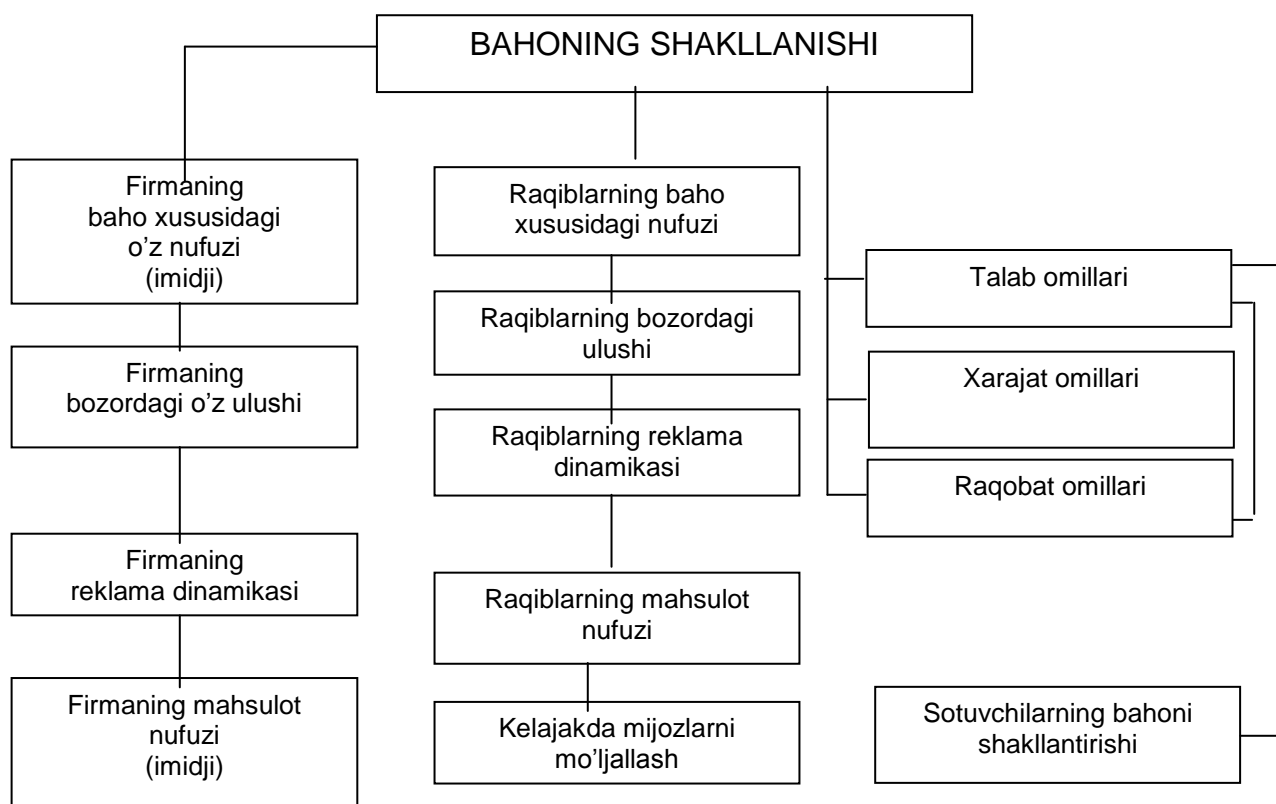 BAHONING SHAKLLANISHI
Firmaning
baho xususidagi
o’z nufuzi
(imidji)
Firmaning
bozordagi o’z ulushi
Firmaning
reklama dinamikasi
Firmaning mahsulot
nufuzi
(imidji)
Raqiblarning baho
xususidagi nufuzi
Raqiblarning bozordagi
ulushi
Raqiblarning reklama
dinamikasi
Raqiblarning mahsulot
nufuzi
Kelajakda mijozlarni
mo’ljallash
Talab omillari
Xarajat omillari
Raqobat omillari
Sotuvchilarning bahoni
shakllantirishi